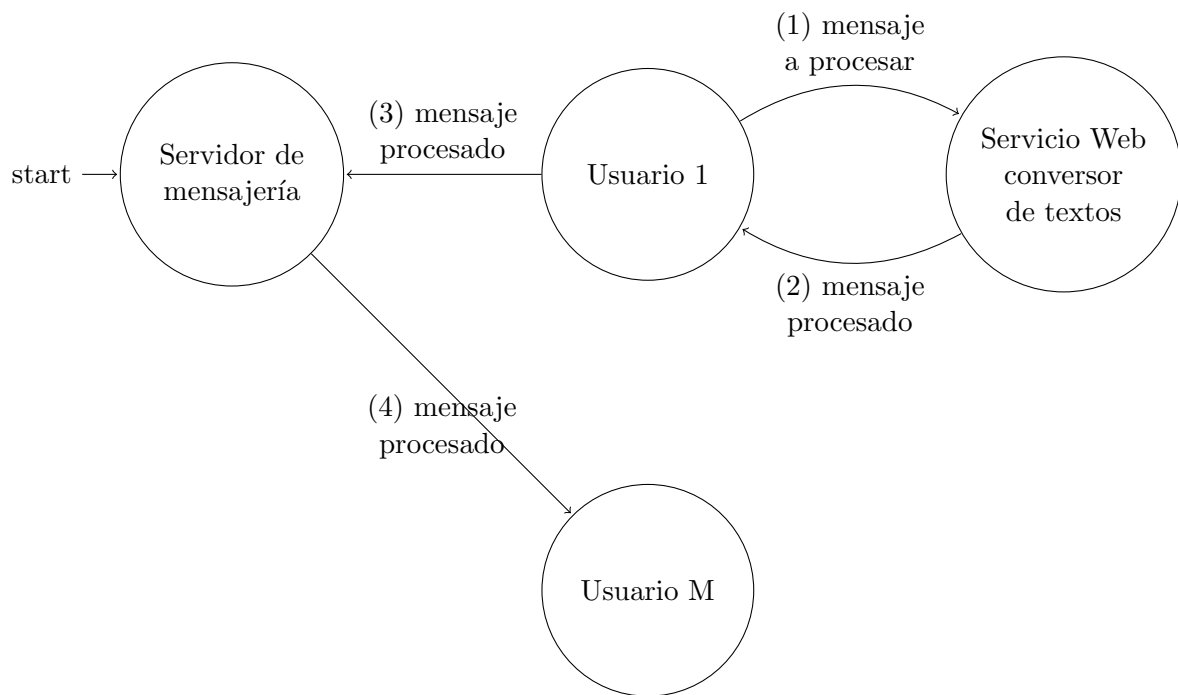 (1) mensaje
a procesar
(3) mensaje
procesado
start
Servidor de
mensajería
Usuario 1
Servicio Web
conversor
de textos
(2) mensaje
procesado
(4) mensaje
procesado
Usuario M